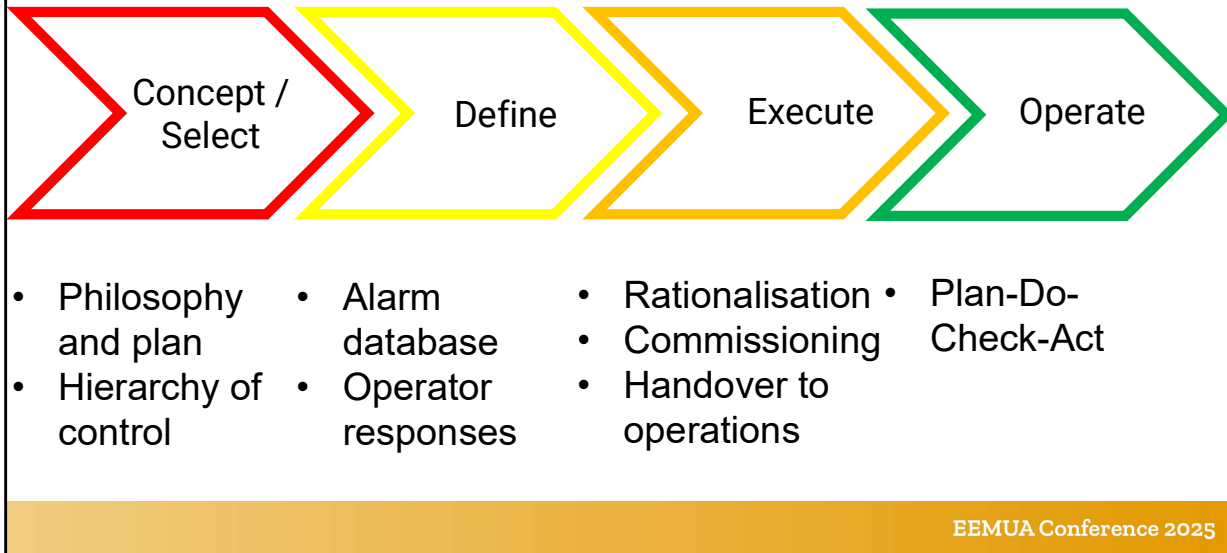 Concept /
Select
Define
Execute
Operate
• Philosophy
and plan
• Hierarchy of
control
• Alarm
database
• Operator
responses
• Rationalisation
• Commissioning
• Handover to
operations
• Plan-Do-
Check-Act
EEMUA Conference 2025